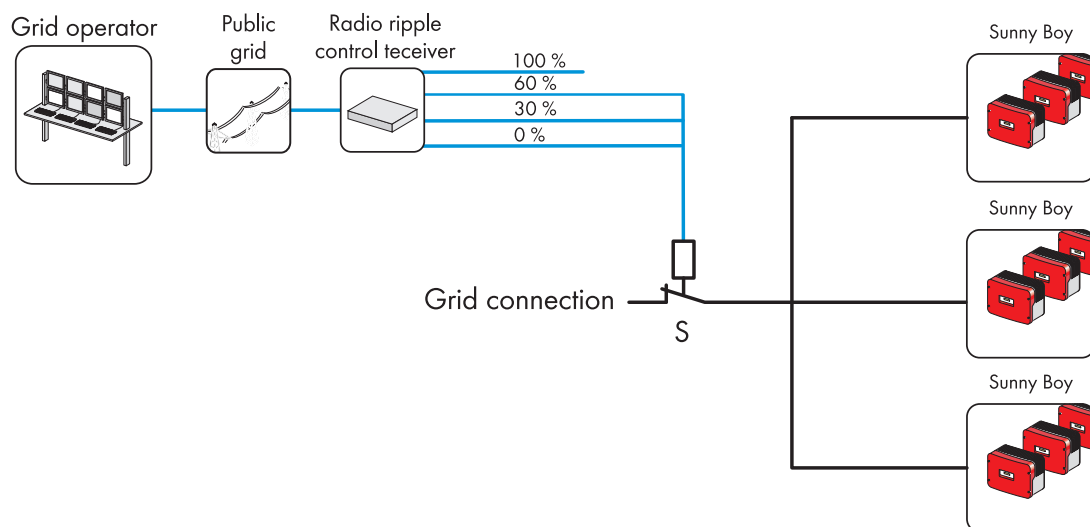 Grid operator
Public
grid
Radio ripple
control teceiver
100 %
60 %
30 %
0 %
Sunny Boy
Sunny Boy
Grid connection
S
Sunny Boy